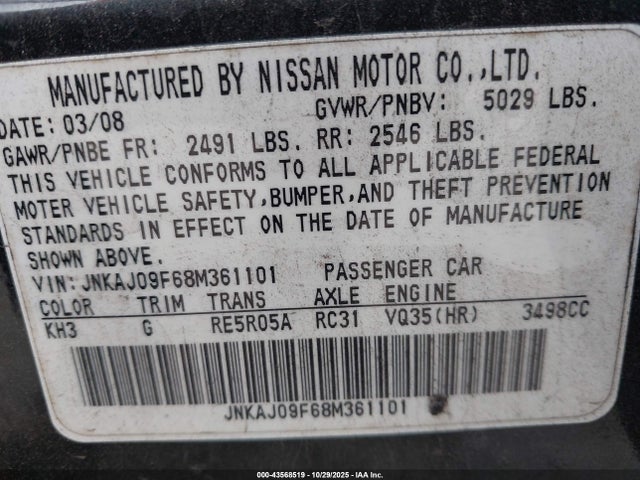 MANUFACTURED BY NISSAN MOTOR CO.,LTD.
DATE: 03/08 GVWR/PNBV: 5029 LBS.
GAWR/PNBE FR: 2491 LBS. RR: 2546 LBS.
THIS VEHICLE CONFORMS TO ALL APPLICABLE FEDERAL
MOTER VEHICLE SAFETY,BUMPER,AND THEFT PREVENTION
STANDARDS IN EFFECT ON THE DATE OF MANUFACTURE
SHOWN ABOVE.
VIN: JNKAJ09F68M361101 PASSENGER CAR
COLOR TRIM TRANS AXLE ENGINE
KH3 G RE5R05A RC31 VQ35(HR) 3498CC
JNKAJ09F68M361101
000-43568519 | 10/29/2025 | IAA Inc.